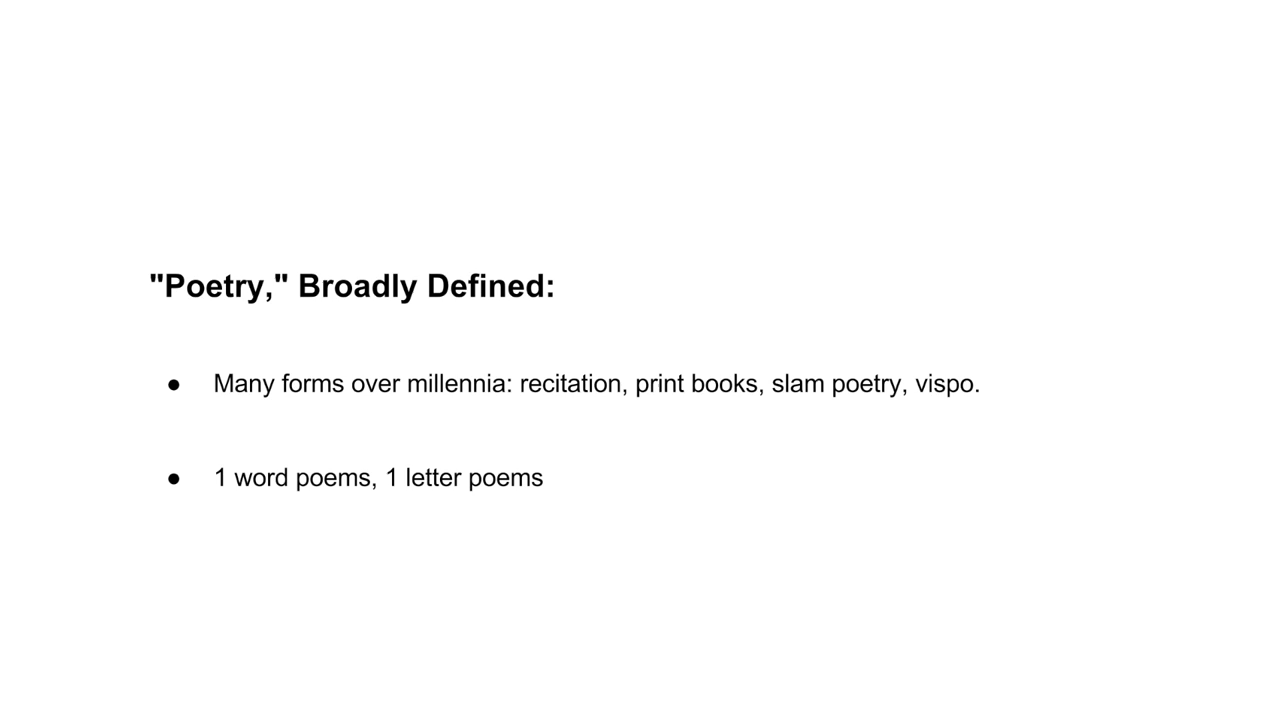 "Poetry," Broadly Defined:
● Many forms over millennia: recitation, print books, slam poetry, vispo.
● 1 word poems, 1 letter poems